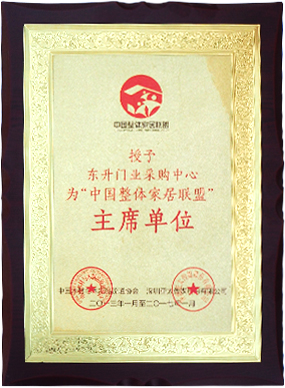 中国整体家居联盟
授予
东升门业采购中心
为“中国整体家居联盟”
主席单位
二〇一三年一月至二〇一七年一月